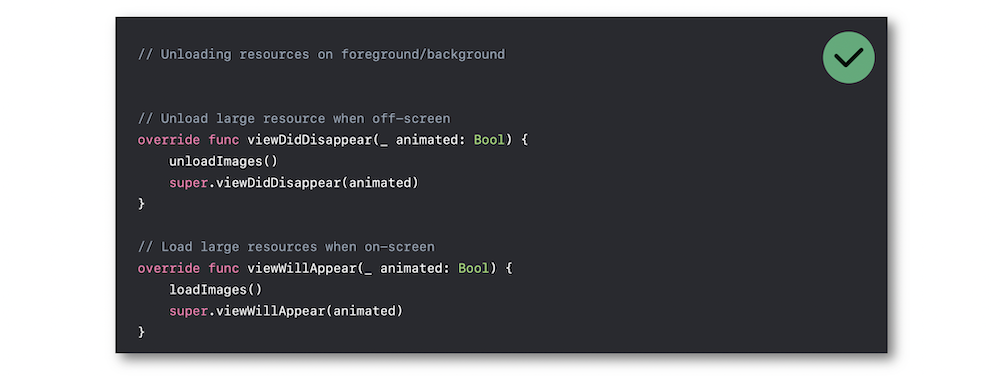 // Unloading resources on foreground/background
// Unload large resource when off-screen
override func viewDidDisappear(_ animated: Bool) {
    unloadImages()
    super.viewDidDisappear(animated)
}
// Load large resources when on-screen
override func viewWillAppear(_ animated: Bool) {
    loadImages()
    super.viewWillAppear(animated)
}